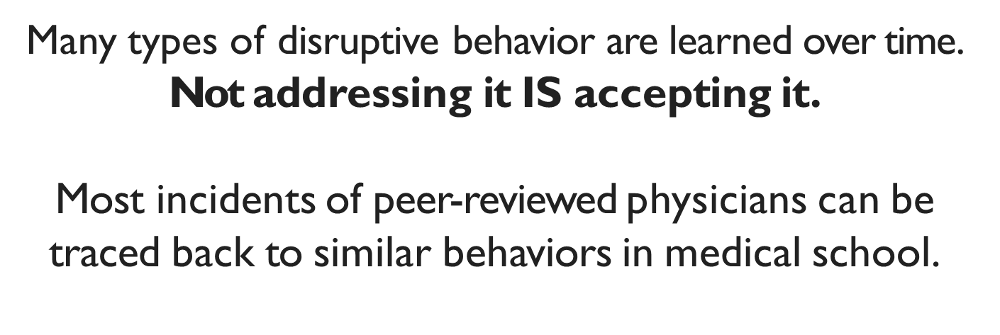 Many types of disruptive behavior are learned over time.
Not addressing it IS accepting it.
Most incidents of peer-reviewed physicians can be
traced back to similar behaviors in medical school.